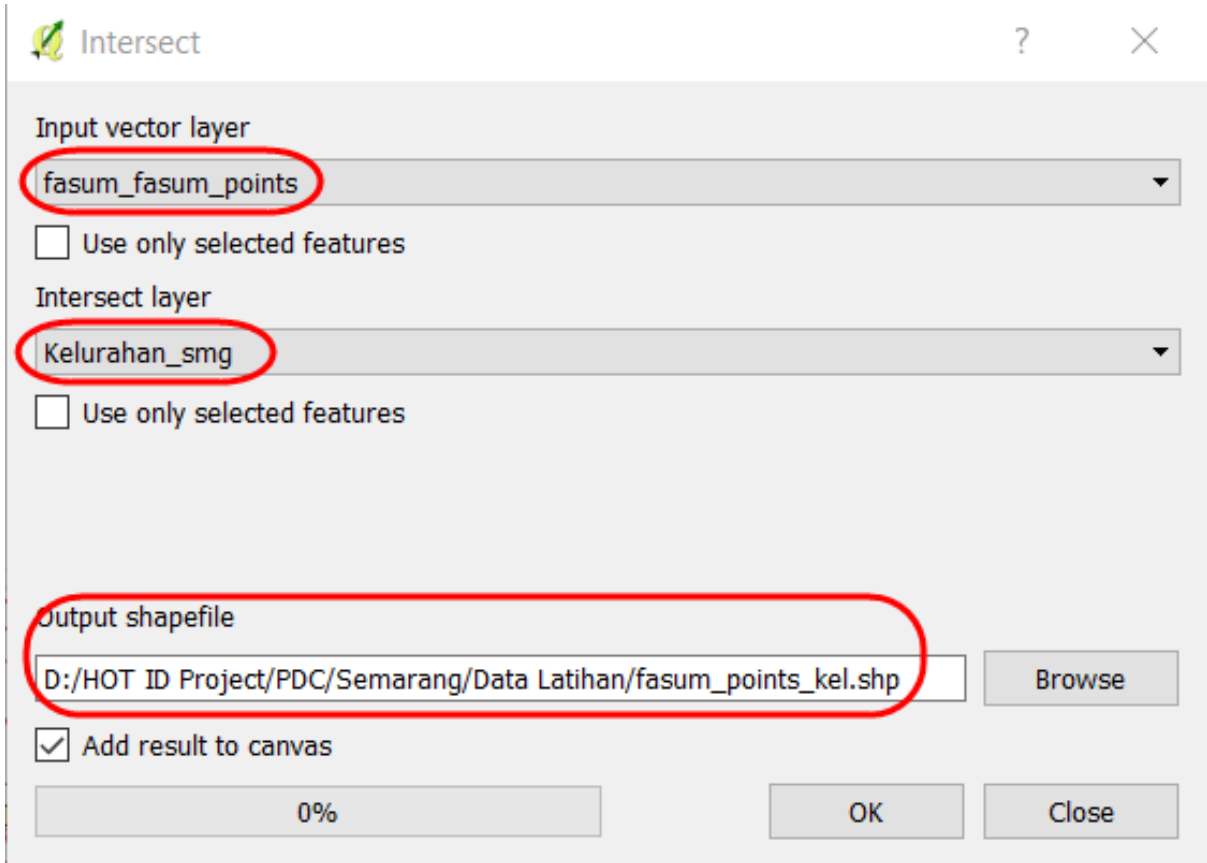 Intersect
?
Input vector layer
fasum_fasum_points
Use only selected features
Intersect layer
Kelurahan_smg
Use only selected features
Output shapefile
D:/HOT ID Project/PDC/Semarang/Data Latihan/fasum_points_kel.shp
Browse
Add result to canvas
0%
OK
Close